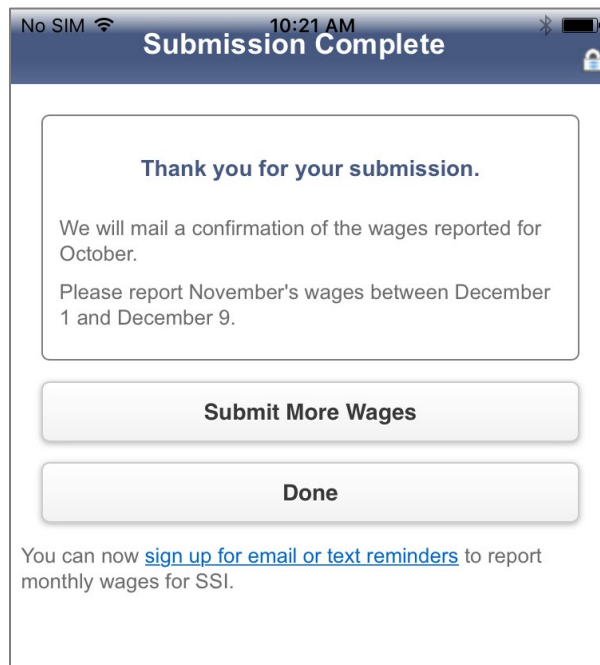 No SIM 10:21 AM
Submission Complete
Thank you for your submission.
We will mail a confirmation of the wages reported for
October.
Please report November's wages between December
1 and December 9.
Submit More Wages
Done
You can now sign up for email or text reminders to report
monthly wages for SSI.